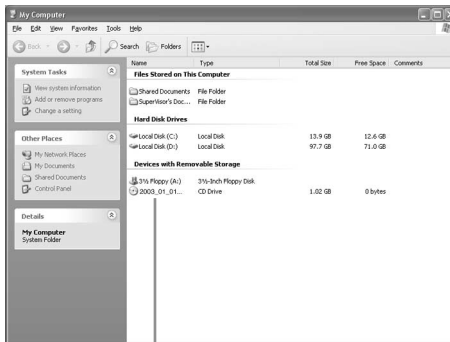 My Computer
File Edit View Favorites Tools Help
Back Search Folders
System Tasks
View system information
Add or remove programs
Change a setting
Other Places
My Network Places
My Documents
Shared Documents
Control Panel
Details
My Computer
System Folder
Name Type Total Size Free Space Comments
Files Stored on This Computer
Shared Documents File Folder
SuperVisor's Doc... File Folder
Hard Disk Drives
Local Disk (C:) Local Disk 13.9 GB 12.6 GB
Local Disk (D:) Local Disk 97.7 GB 71.0 GB
Devices with Removable Storage
3½ Floppy (A:) 3½-Inch Floppy Disk
2003_01_01... CD Drive 1.02 GB 0 bytes